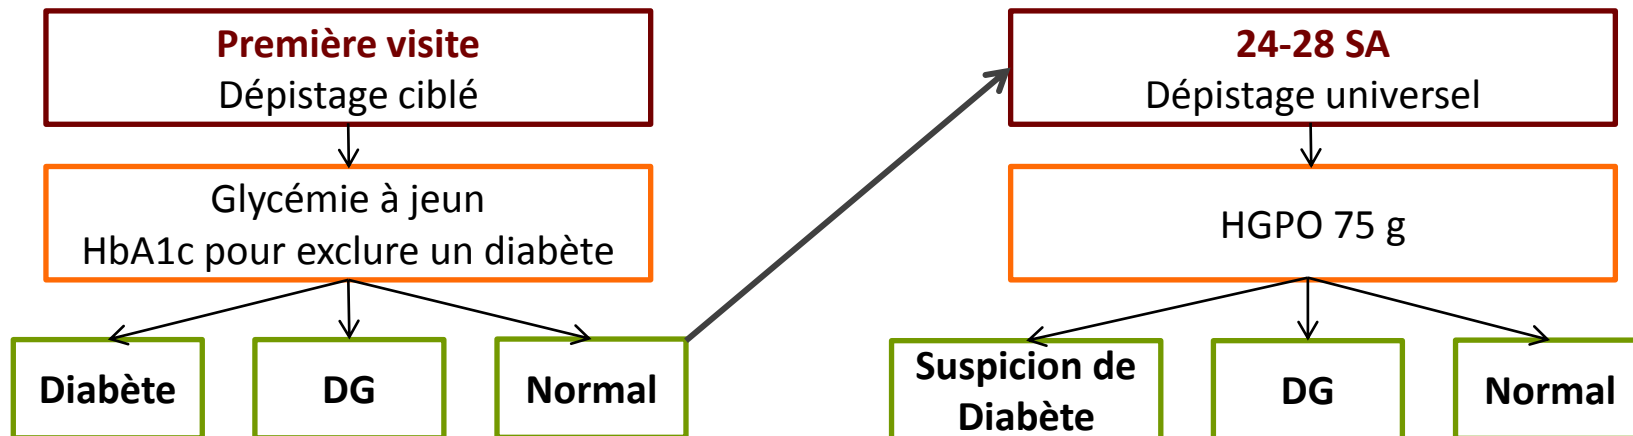 Première visite
Dépistage ciblé
Glycémie à jeun
HbA1c pour exclure un diabète
Diabète
DG
Normal
24-28 SA
Dépistage universel
HGPO 75 g
Suspicion de
Diabète
DG
Normal